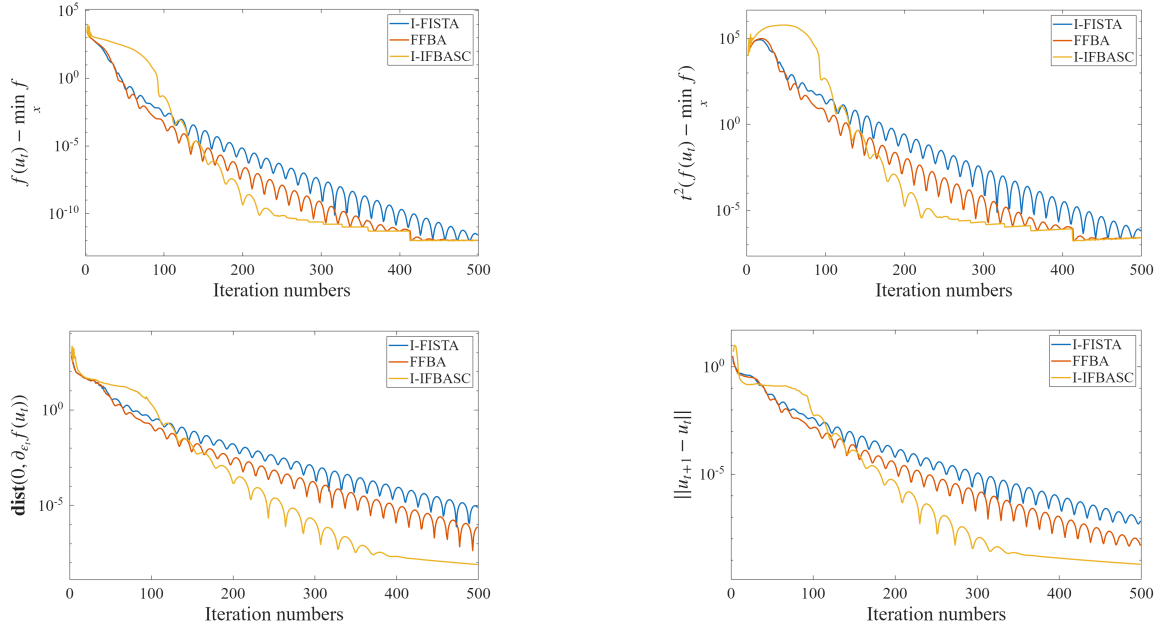 10^5
10^0
10^-5
10^-10
f(u_t) − min f
x
I-FISTA
FFBA
I-IFBASC
0 100 200 300 400 500
Iteration numbers
10^5
10^0
10^-5
t^2(f(u_t) − min f)
x
I-FISTA
FFBA
I-IFBASC
0 100 200 300 400 500
Iteration numbers
10^0
10^-5
dist(0, ∂_{ε_t} f(u_t))
I-FISTA
FFBA
I-IFBASC
0 100 200 300 400 500
Iteration numbers
10^0
10^-5
||u_{t+1} − u_t||
I-FISTA
FFBA
I-IFBASC
0 100 200 300 400 500
Iteration numbers